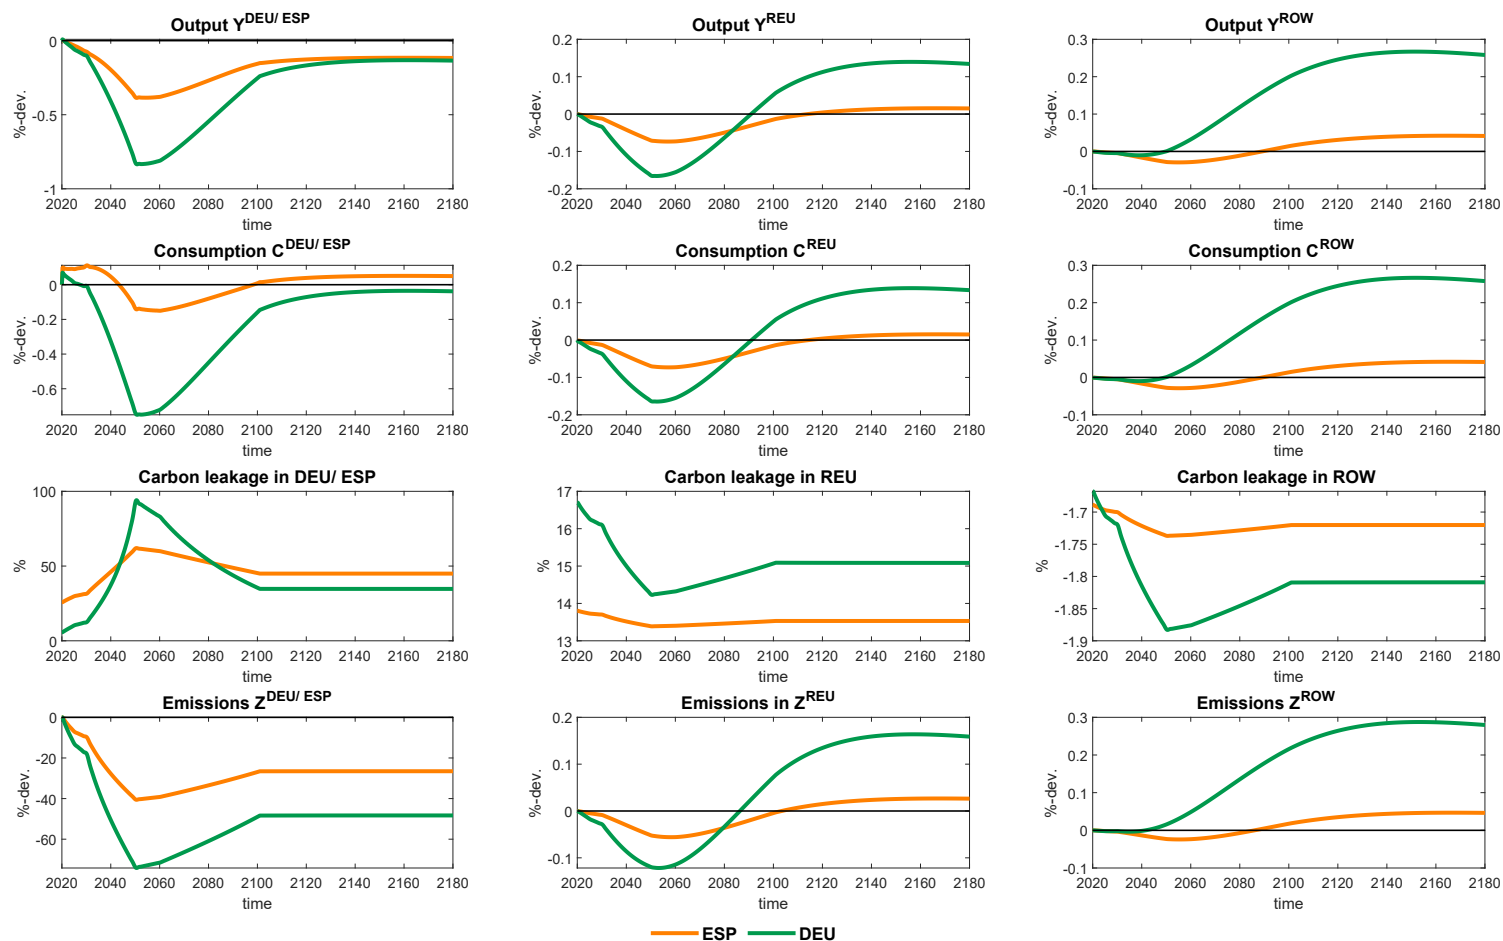 Output Y^DEU/ ESP
%-dev.
0
-0.5
-1
2020 2040 2060 2080 2100 2120 2140 2160 2180
time
Output Y^REU
%-dev.
0.2
0.1
0
-0.1
-0.2
2020 2040 2060 2080 2100 2120 2140 2160 2180
time
Output Y^ROW
%-dev.
0.3
0.2
0.1
0
-0.1
2020 2040 2060 2080 2100 2120 2140 2160 2180
time
Consumption C^DEU/ ESP
%-dev.
0
-0.2
-0.4
-0.6
2020 2040 2060 2080 2100 2120 2140 2160 2180
time
Consumption C^REU
%-dev.
0.2
0.1
0
-0.1
-0.2
2020 2040 2060 2080 2100 2120 2140 2160 2180
time
Consumption C^ROW
%-dev.
0.3
0.2
0.1
0
-0.1
2020 2040 2060 2080 2100 2120 2140 2160 2180
time
Carbon leakage in DEU/ ESP
%
100
50
0
2020 2040 2060 2080 2100 2120 2140 2160 2180
time
Carbon leakage in REU
%
17
16
15
14
13
2020 2040 2060 2080 2100 2120 2140 2160 2180
time
Carbon leakage in ROW
%
-1.7
-1.75
-1.8
-1.85
-1.9
2020 2040 2060 2080 2100 2120 2140 2160 2180
time
Emissions Z^DEU/ ESP
%-dev.
0
-20
-40
-60
2020 2040 2060 2080 2100 2120 2140 2160 2180
time
Emissions in Z^REU
%-dev.
0.2
0.1
0
-0.1
2020 2040 2060 2080 2100 2120 2140 2160 2180
time
Emissions Z^ROW
%-dev.
0.3
0.2
0.1
0
-0.1
2020 2040 2060 2080 2100 2120 2140 2160 2180
time
ESP DEU